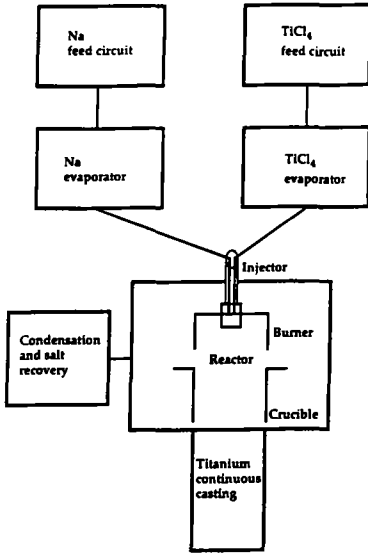 Na
feed circuit
TiCl₄
feed circuit
Na
evaporator
TiCl₄
evaporator
Injector
Burner
Reactor
Condensation
and salt
recovery
Crucible
Titanium
continuous
casting